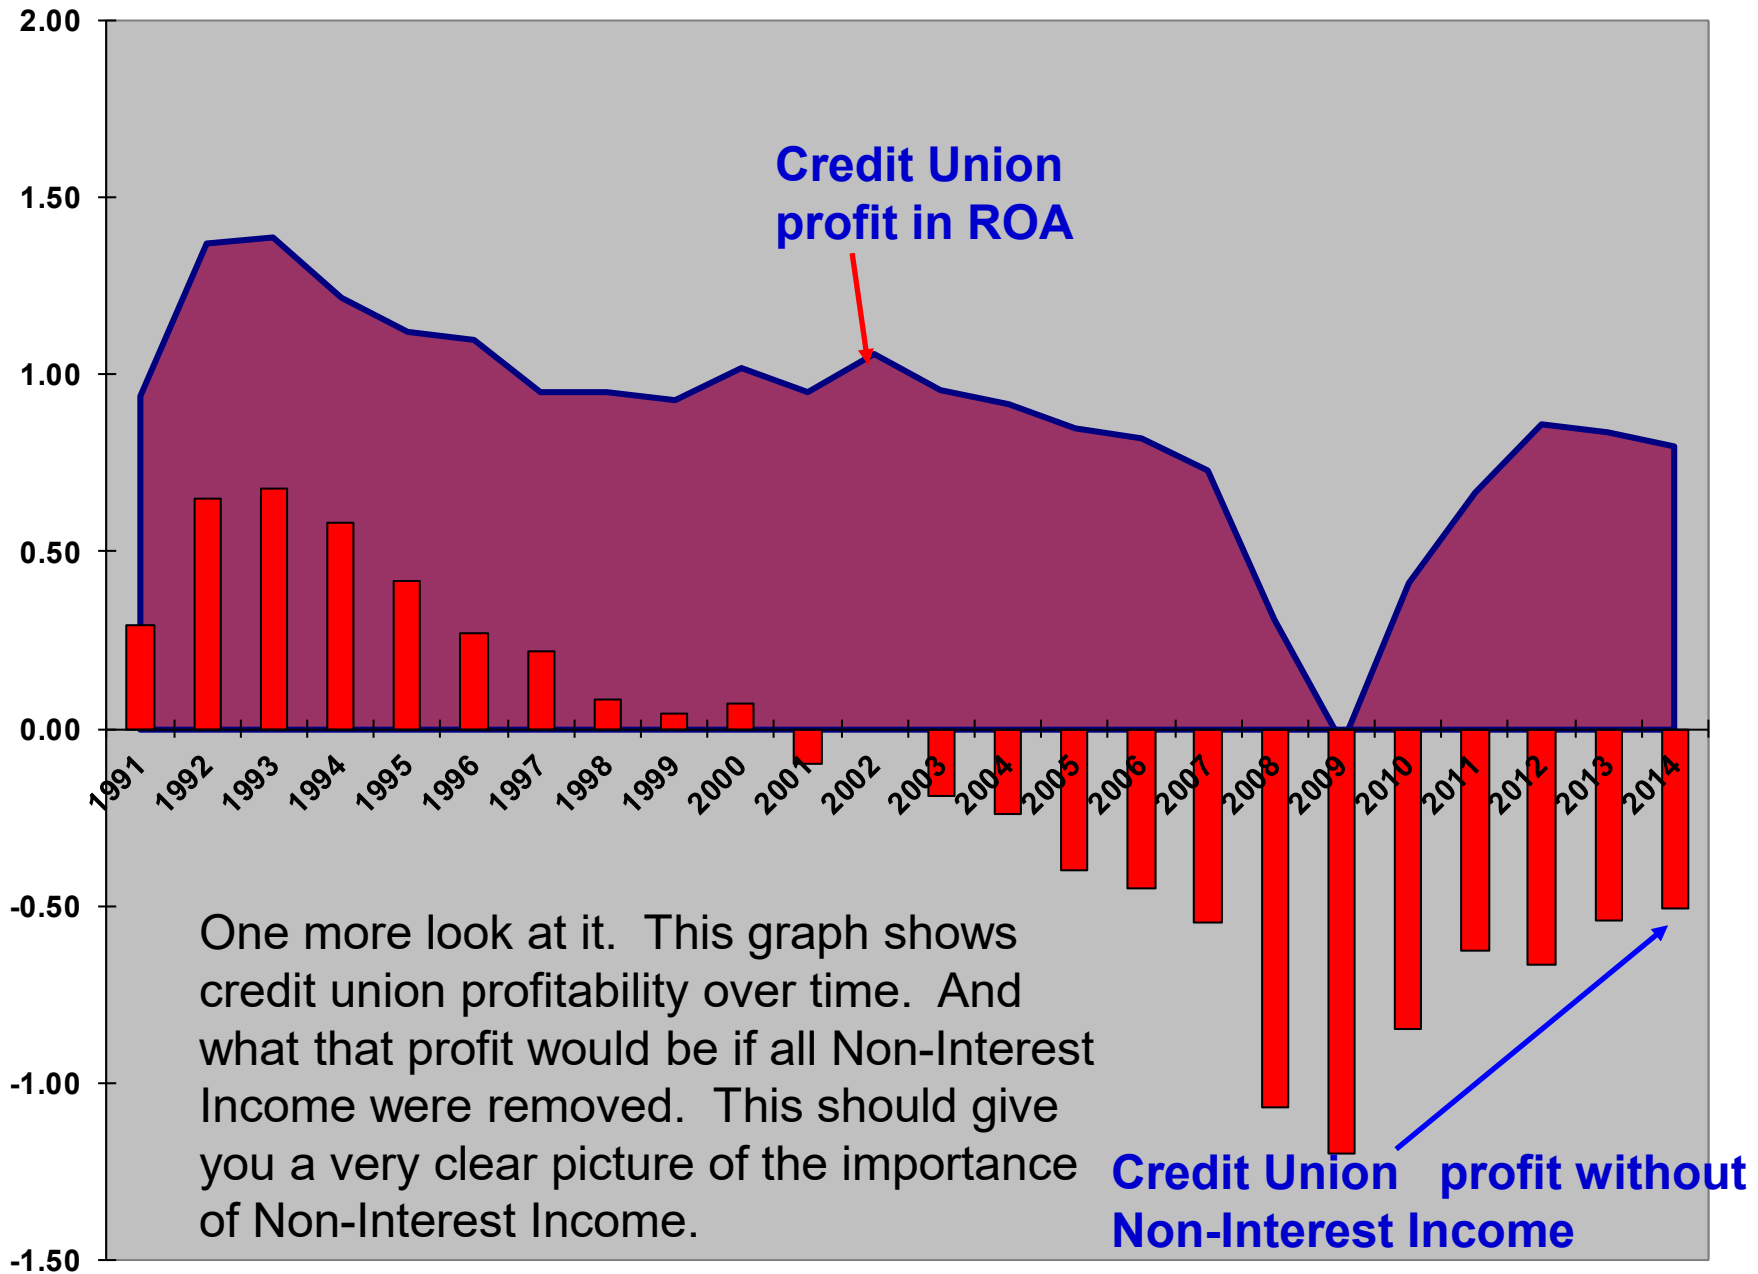 2.00
1.50
1.00
0.50
0.00
-0.50
-1.00
-1.50
Credit Union
profit in ROA
1991 1992 1993 1994 1995 1996 1997 1998 1999 2000 2001 2002 2003 2004 2005 2006 2007 2008 2009 2010 2011 2012 2013 2014
One more look at it.  This graph shows
credit union profitability over time.  And
what that profit would be if all Non-Interest
Income were removed.  This should give
you a very clear picture of the importance
of Non-Interest Income.
Credit Union   profit without
Non-Interest Income